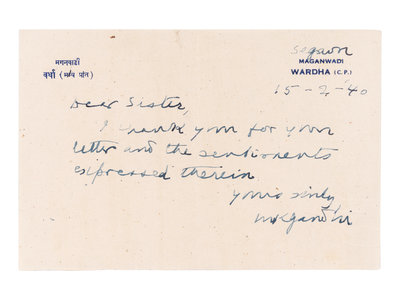 मगनवाडी
वर्धा (मध्य प्रांत)
Segaon
MAGANWADI
WARDHA (C.P.)
15-2-40
Dear Sister,
I thank you for your
letter and the sentiments
expressed therein
yours sinly,
mkgandhi